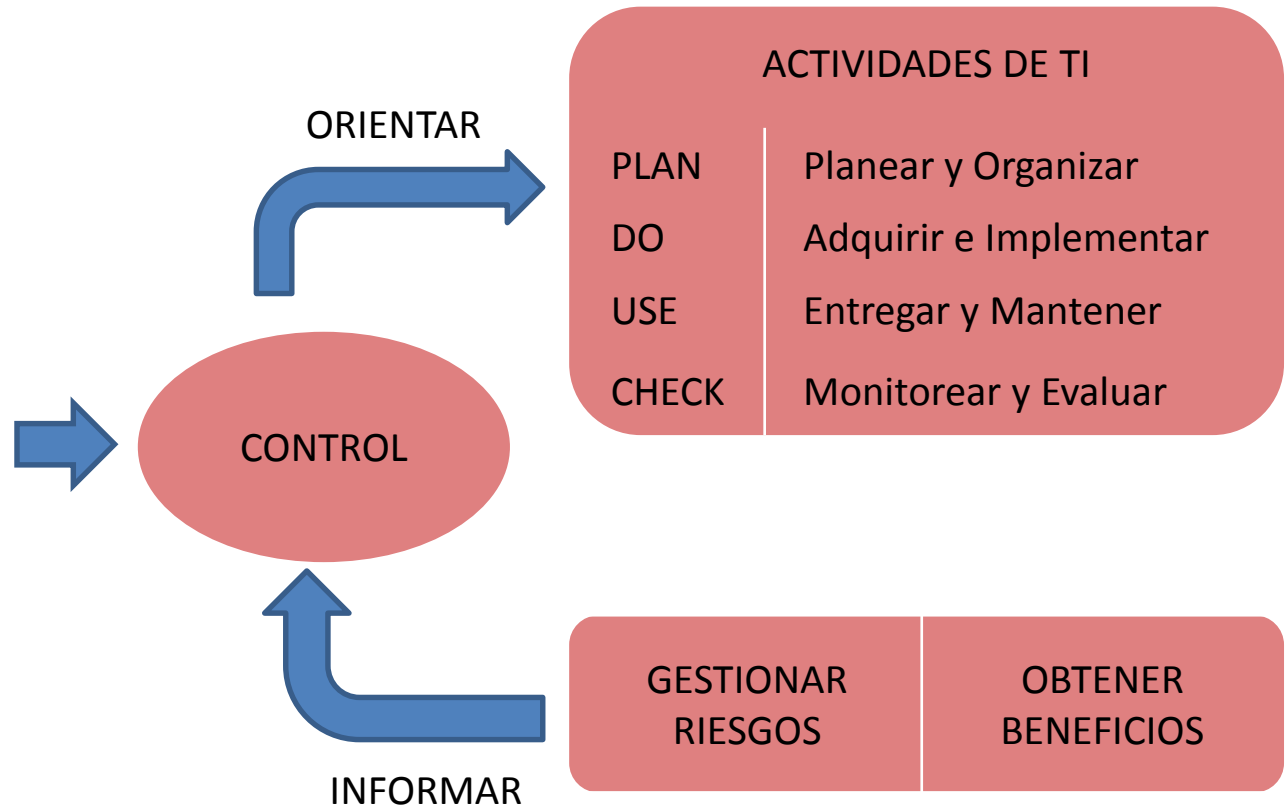 ACTIVIDADES DE TI
ORIENTAR
PLAN Planear y Organizar
DO Adquirir e Implementar
USE Entregar y Mantener
CHECK Monitorear y Evaluar
CONTROL
GESTIONAR
RIESGOS
OBTENER
BENEFICIOS
INFORMAR